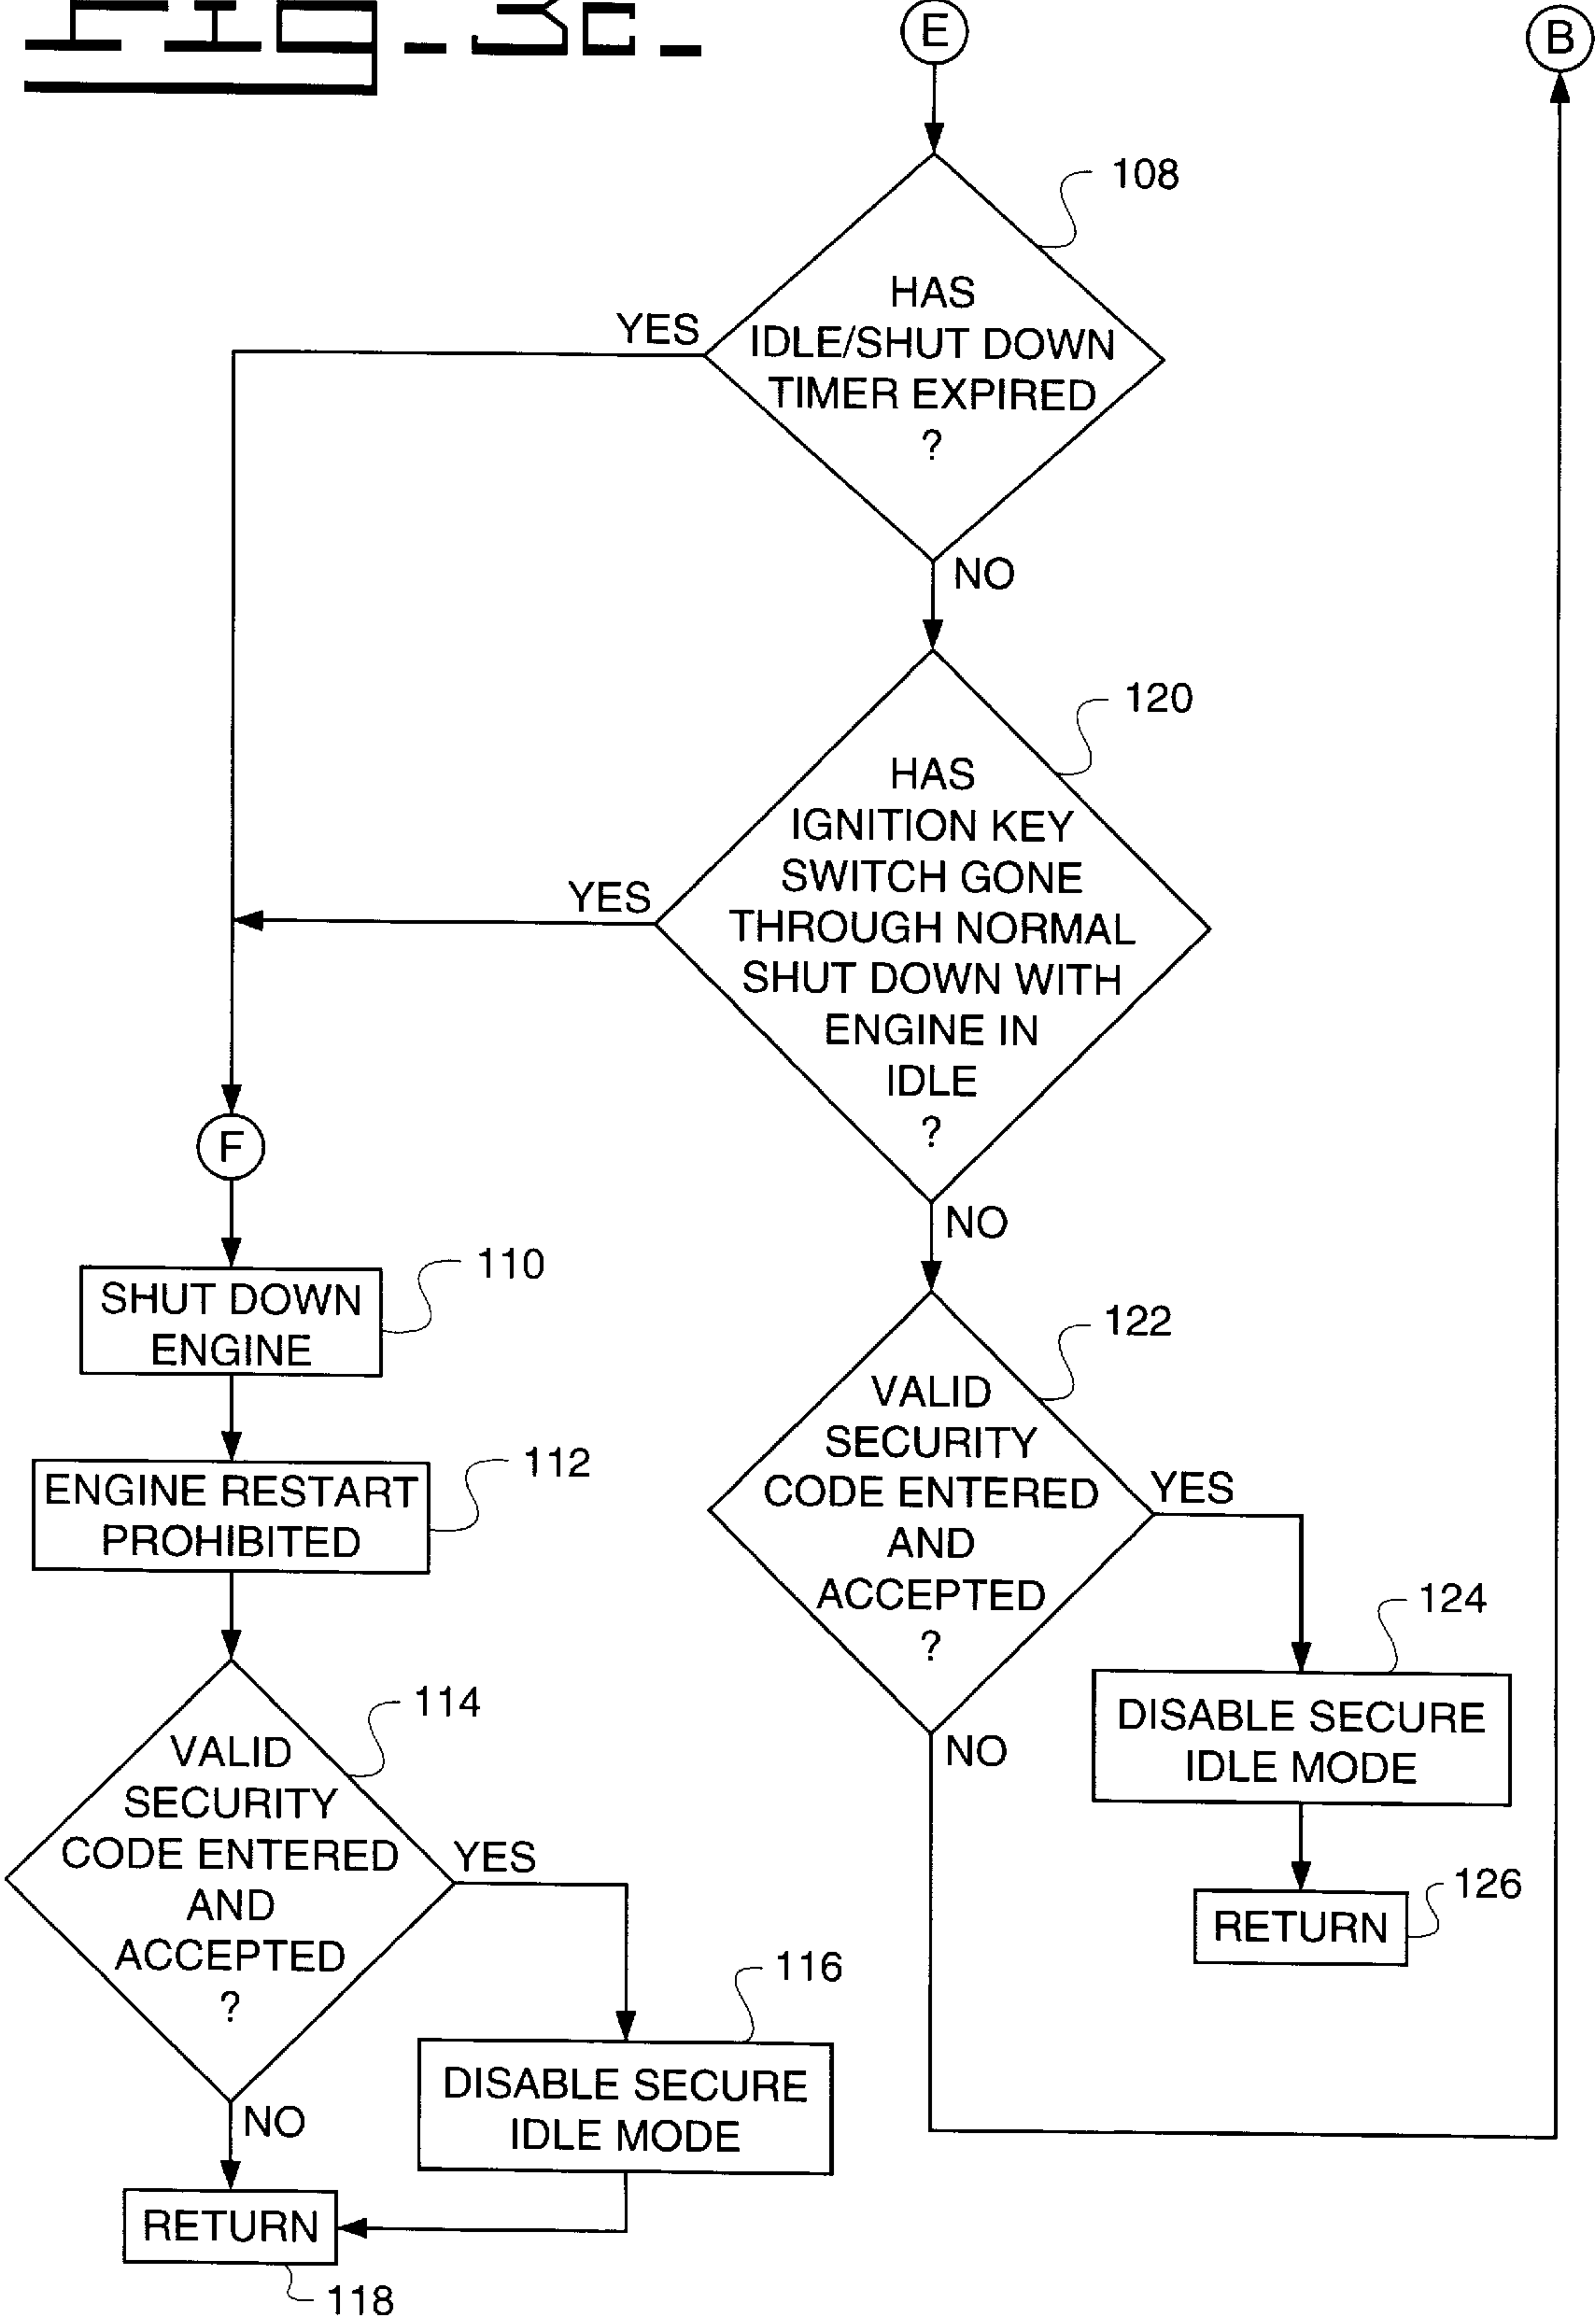 FIG_3C_
E
B
108
HAS
IDLE/SHUT DOWN
TIMER EXPIRED
?
YES
NO
120
HAS
IGNITION KEY
SWITCH GONE
THROUGH NORMAL
SHUT DOWN WITH
ENGINE IN
IDLE
?
YES
NO
F
110
SHUT DOWN
ENGINE
122
VALID
SECURITY
CODE ENTERED
AND
ACCEPTED
?
YES
NO
112
ENGINE RESTART
PROHIBITED
124
DISABLE SECURE
IDLE MODE
126
RETURN
114
VALID
SECURITY
CODE ENTERED
AND
ACCEPTED
?
YES
NO
116
DISABLE SECURE
IDLE MODE
RETURN
118